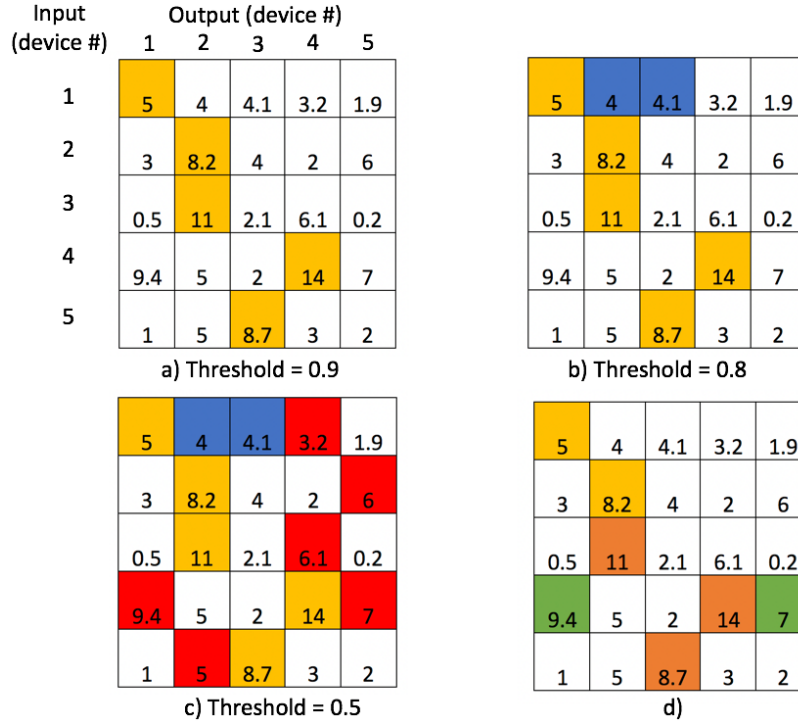 Input
(device #)
Output (device #)
1 2 3 4 5
1 5 4 4.1 3.2 1.9
2 3 8.2 4 2 6
3 0.5 11 2.1 6.1 0.2
4 9.4 5 2 14 7
5 1 5 8.7 3 2
a) Threshold = 0.9
5 4 4.1 3.2 1.9
3 8.2 4 2 6
0.5 11 2.1 6.1 0.2
9.4 5 2 14 7
1 5 8.7 3 2
b) Threshold = 0.8
5 4 4.1 3.2 1.9
3 8.2 4 2 6
0.5 11 2.1 6.1 0.2
9.4 5 2 14 7
1 5 8.7 3 2
c) Threshold = 0.5
5 4 4.1 3.2 1.9
3 8.2 4 2 6
0.5 11 2.1 6.1 0.2
9.4 5 2 14 7
1 5 8.7 3 2
d)